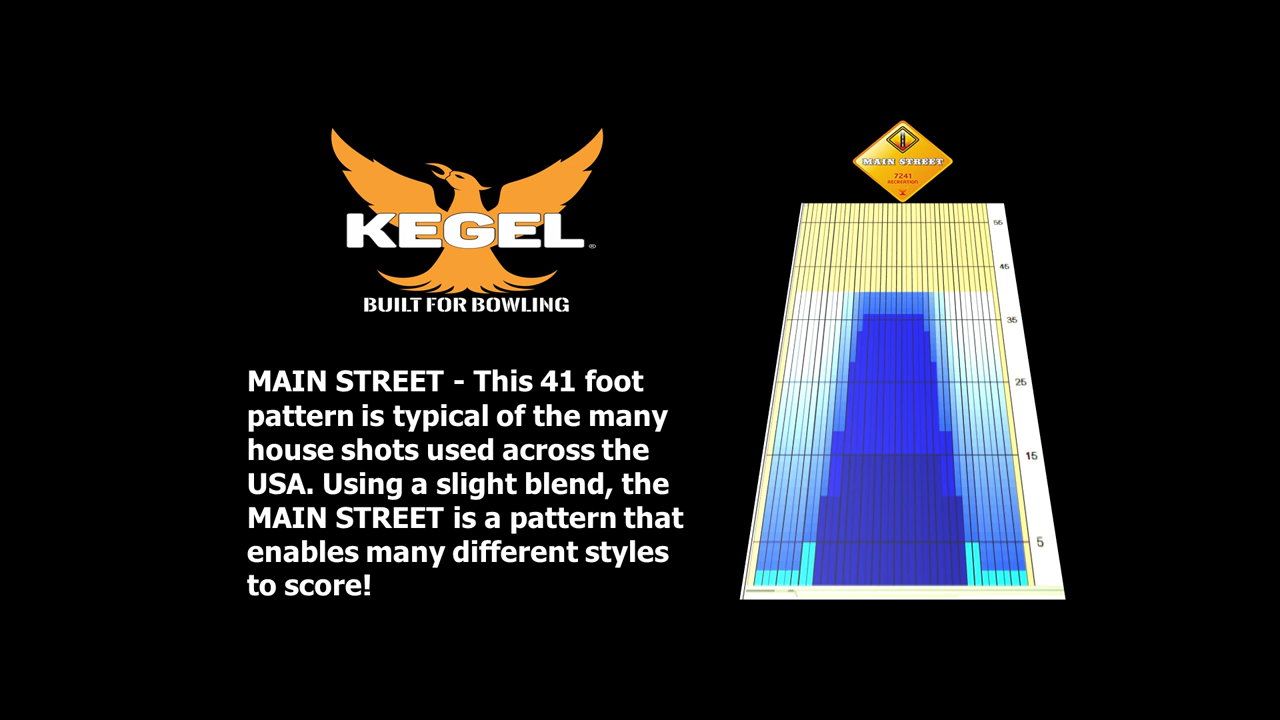 KEGEL®
BUILT FOR BOWLING
MAIN STREET - This 41 foot
pattern is typical of the many
house shots used across the
USA. Using a slight blend, the
MAIN STREET is a pattern that
enables many different styles
to score!
MAIN STREET
7241
RECREATION
55
45
35
25
15
5